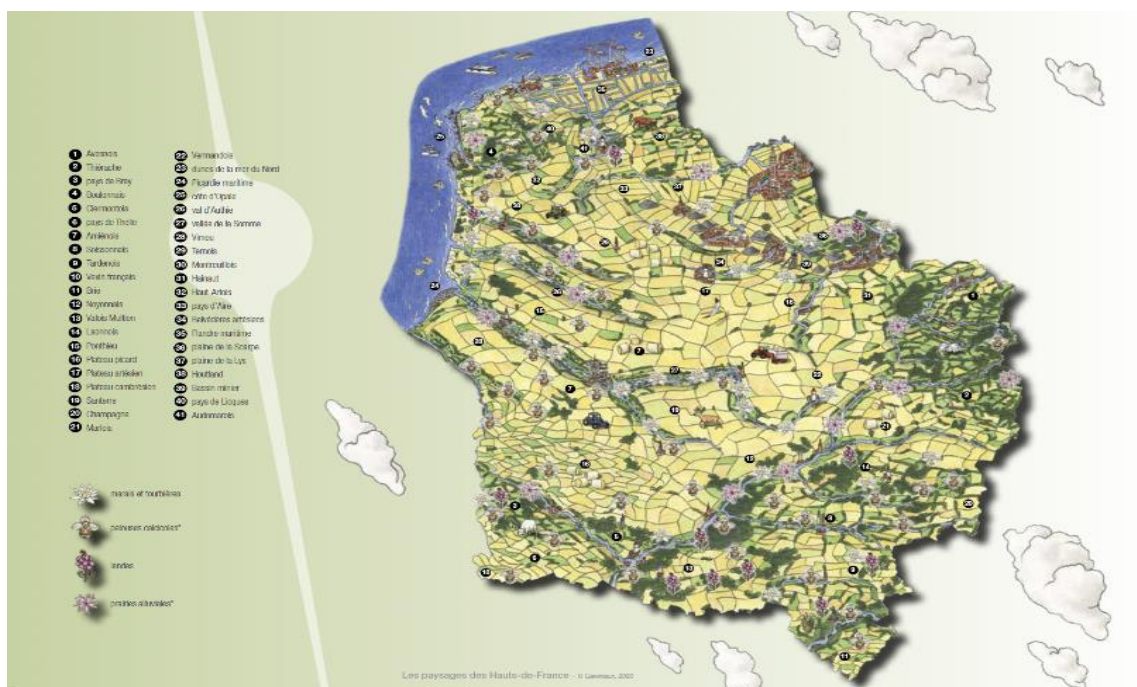 1 Avesnois
2 Thiérache
3 pays de Bray
4 Boulonnais
5 Clermontois
6 pays de Thelle
7 Amiénois
8 Soissonnais
9 Tardenois
10 Vexin français
11 Brie
12 Noyonnais
13 Valois Multien
14 Laonnois
15 Ponthieu
16 Plateau picard
17 Plateau artésien
18 Plateau cambrésien
19 Santerre
20 Champagne
21 Marlois
22 Vermandois
23 dunes de la mer du Nord
24 Picardie maritime
25 côte d'Opale
26 val d'Authie
27 vallée de la Somme
28 Vimeu
29 Ternois
30 Montreuillois
31 Hainaut
32 Haut Artois
33 pays d'Aire
34 Belvédères artésiens
35 Flandre maritime
36 plaine de la Scarpe
37 plaine de la Lys
38 Houtland
39 Bassin minier
40 pays de Licques
41 Audomarois
marais et tourbières
pelouses calcicoles*
landes
prairies alluviales*
Les paysages des Hauts-de-France -